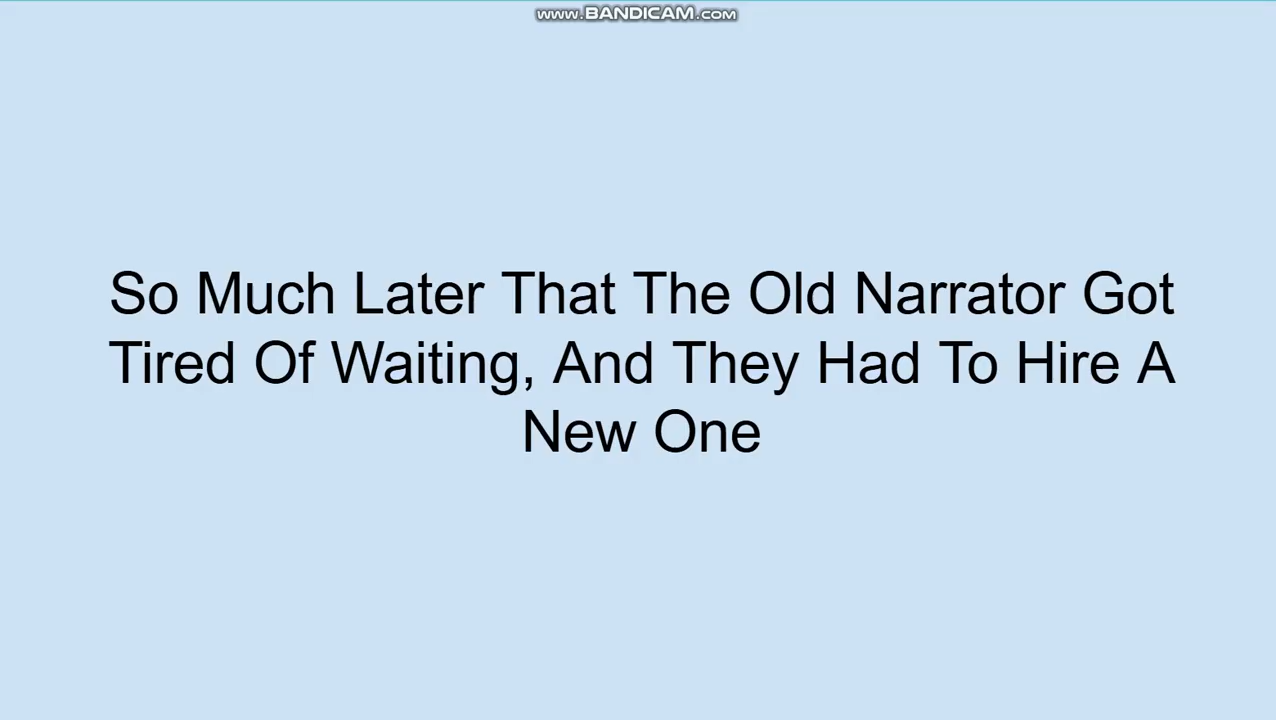 www.BANDICAM.com
So Much Later That The Old Narrator Got
Tired Of Waiting, And They Had To Hire A
New One